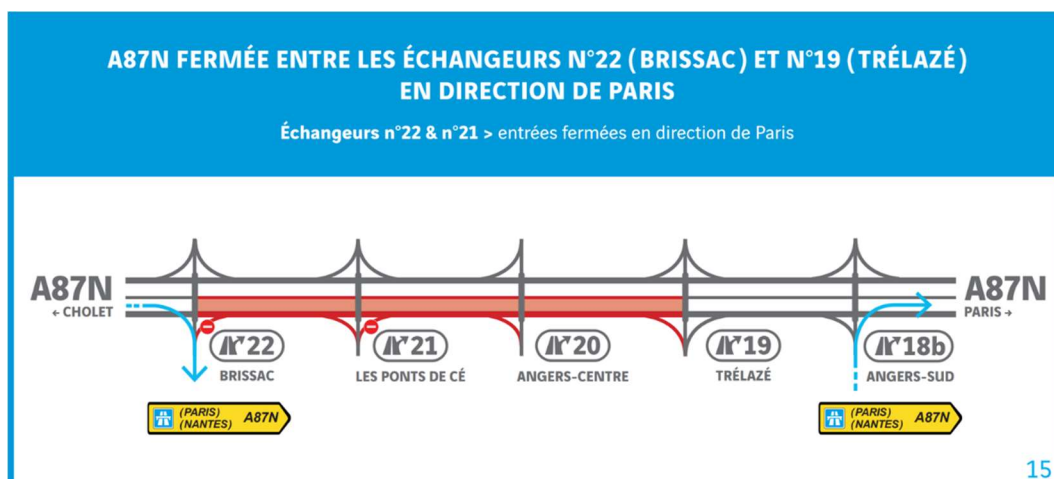 A87N FERMÉE ENTRE LES ÉCHANGEURS N°22 (BRISSAC) ET N°19 (TRÉLAZÉ)
EN DIRECTION DE PARIS
Échangeurs n°22 & n°21 > entrées fermées en direction de Paris
A87N
← CHOLET
A87N
PARIS →
22
BRISSAC
21
LES PONTS DE CÉ
20
ANGERS-CENTRE
19
TRÉLAZÉ
18b
ANGERS-SUD
(PARIS)
(NANTES) A87N
(PARIS)
(NANTES) A87N
15